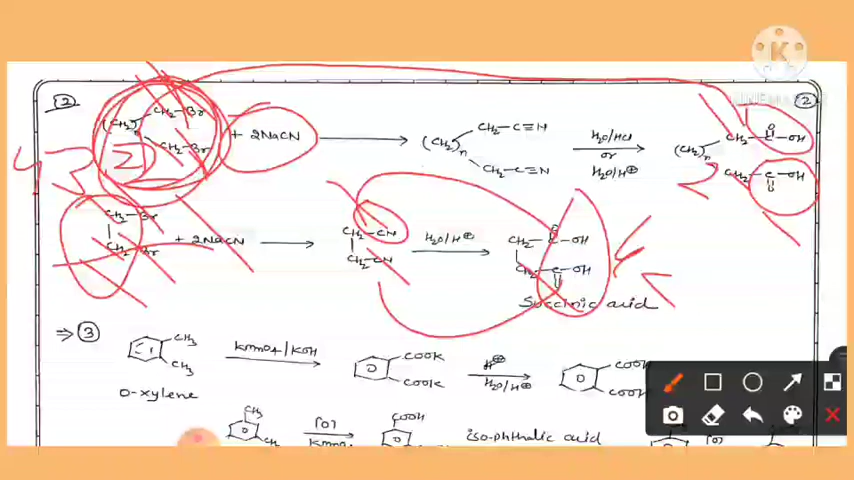 [2] (2)
(CH₂)n CH₂-Br CH₂-Br + 2NaCN → (CH₂)n CH₂-C≡N CH₂-C≡N H₂O/HCl or H₂O/H⊕ (CH₂)n CH₂-C-OH O CH₂-C-OH
CH₂-Br CH₂-Br + 2NaCN → CH₂-CN CH₂-CN H₂O/H⊕ → CH₂-C-OH O CH₂-C-OH
Succinic acid
⇒ (3) CH₃ CH₃ KMnO4/KOH → COOK COOK H⊕ H₂O/H⊕ → COOH
O-xylene
CH₃ CH₃ [O] → COOH iso-phthalic acid [O]